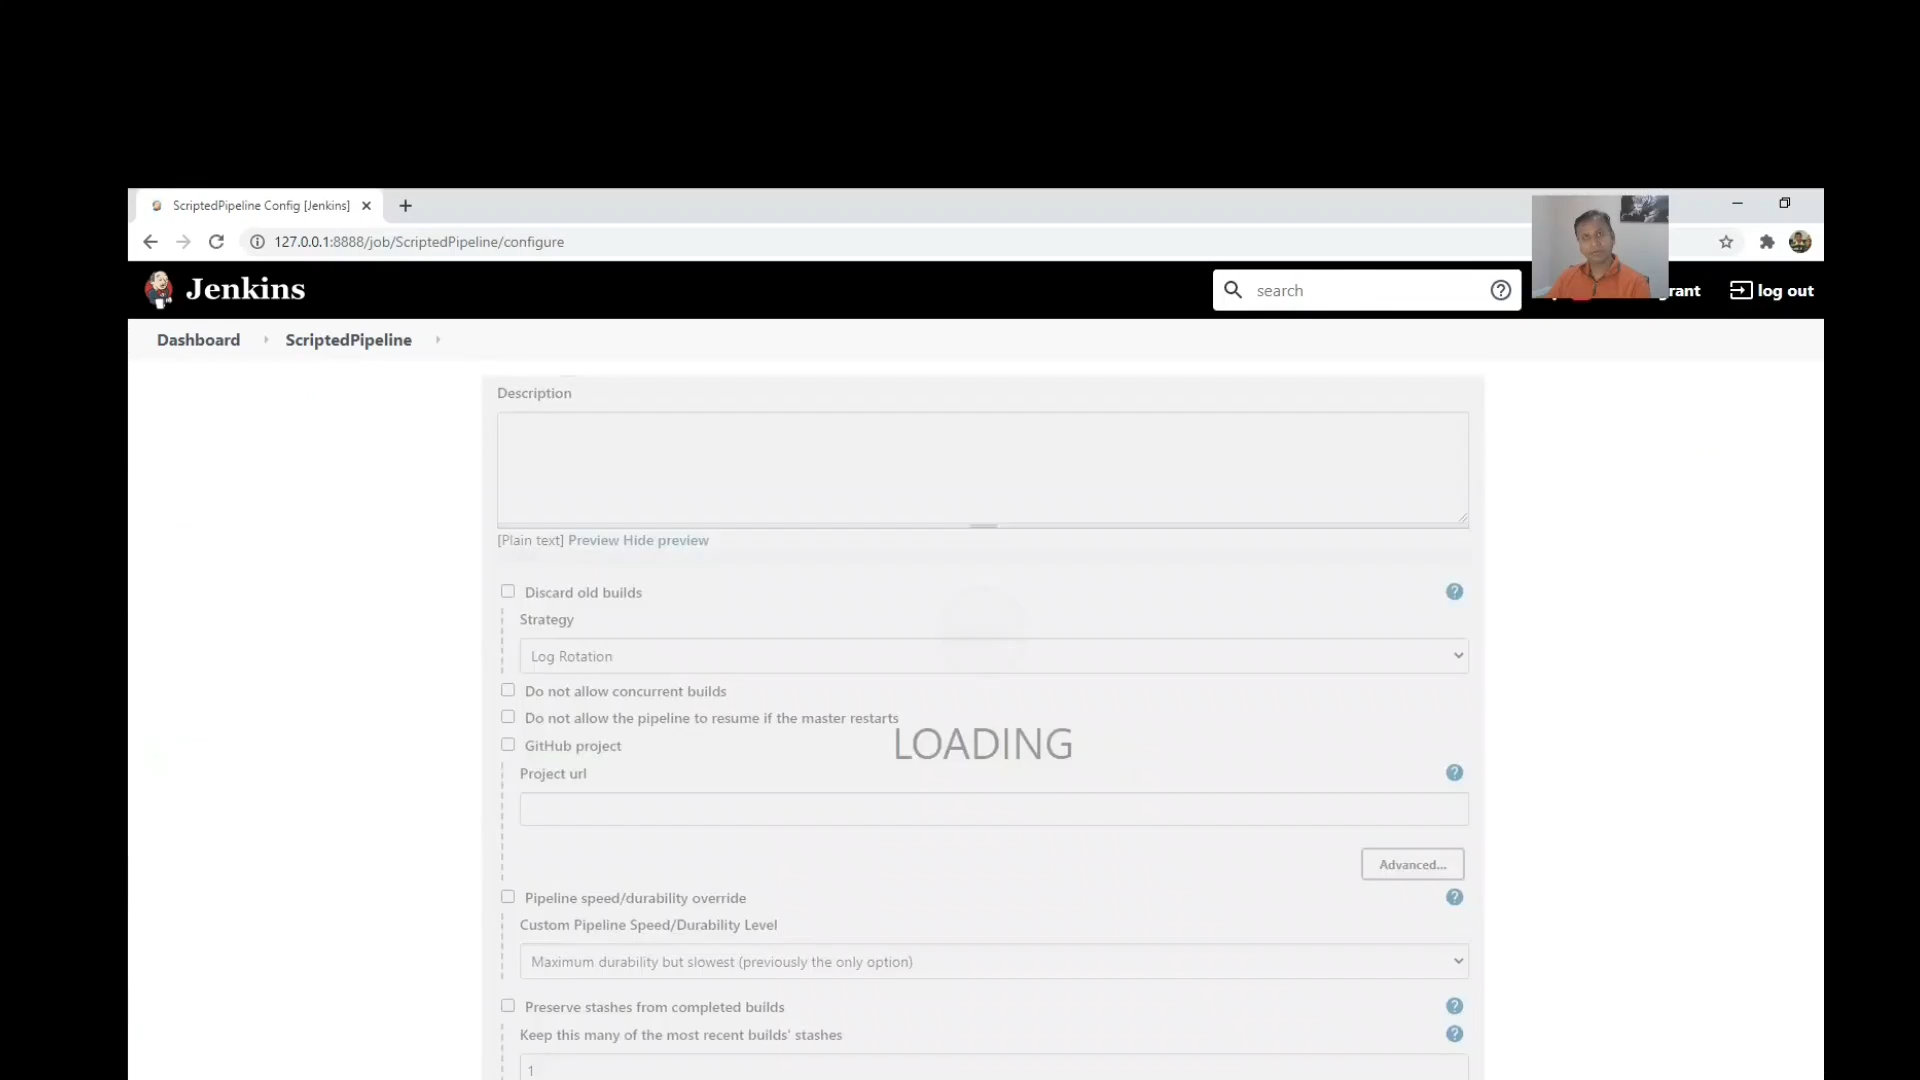 ScriptedPipeline Config [Jenkins]
127.0.0.1:8888/job/ScriptedPipeline/configure
Jenkins
search
log out
Dashboard
ScriptedPipeline
Description
[Plain text] Preview Hide preview
Discard old builds
Strategy
Log Rotation
Do not allow concurrent builds
Do not allow the pipeline to resume if the master restarts
GitHub project
LOADING
Project url
Advanced...
Pipeline speed/durability override
Custom Pipeline Speed/Durability Level
Maximum durability but slowest (previously the only option)
Preserve stashes from completed builds
Keep this many of the most recent builds' stashes
1